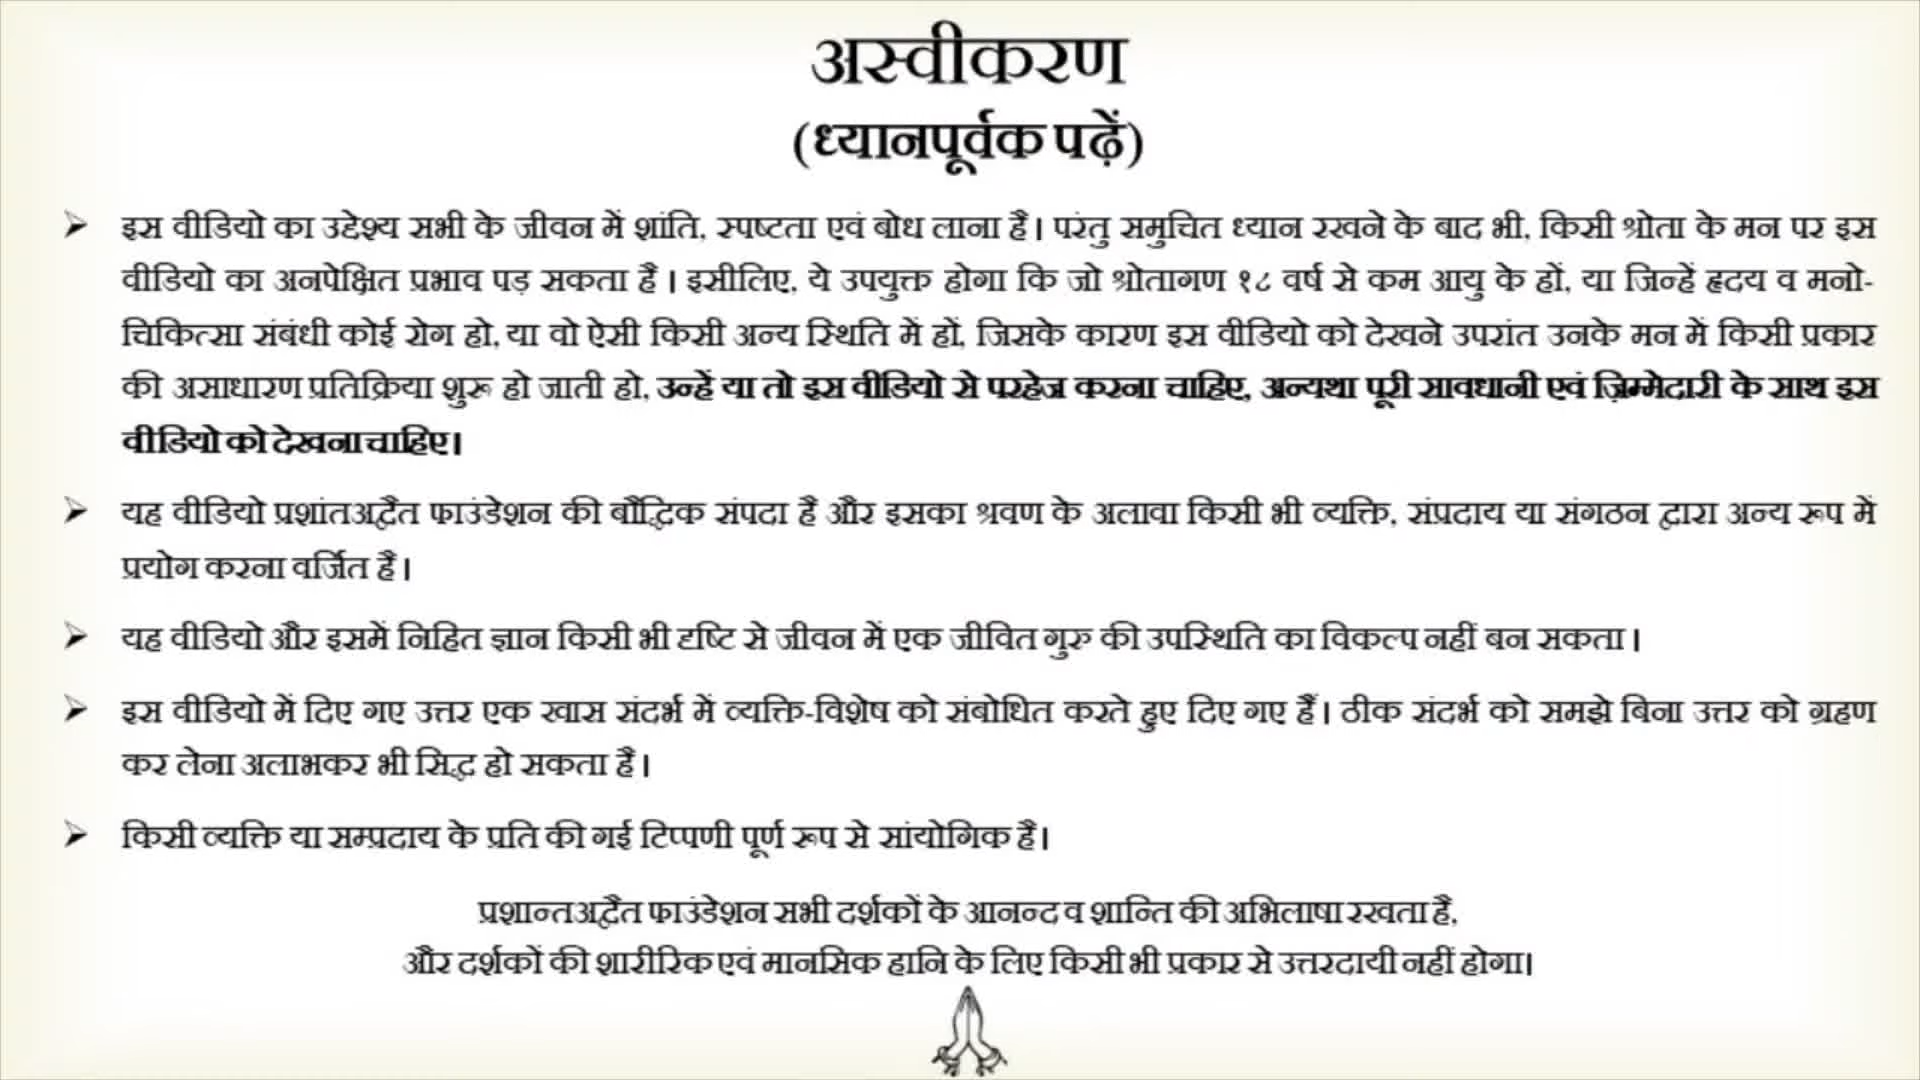 अस्वीकरण
(ध्यानपूर्वक पढ़ें)
➢ इस वीडियो का उद्देश्य सभी के जीवन में शांति, स्पष्टता एवं बोध लाना है। परंतु समुचित ध्यान रखने के बाद भी, किसी श्रोता के मन पर इस
वीडियो का अनपेक्षित प्रभाव पड़ सकता है । इसीलिए, ये उपयुक्त होगा कि जो श्रोतागण १८ वर्ष से कम आयु के हों, या जिन्हें हृदय व मनो-
चिकित्सा संबंधी कोई रोग हो, या वो ऐसी किसी अन्य स्थिति में हों, जिसके कारण इस वीडियो को देखने उपरांत उनके मन में किसी प्रकार
की असाधारण प्रतिक्रिया शुरू हो जाती हो, उन्हें या तो इस वीडियो से परहेज करना चाहिए, अन्यथा पूरी सावधानी एवं ज़िम्मेदारी के साथ इस
वीडियो को देखना चाहिए।
➢ यह वीडियो प्रशांतअद्वैत फाउंडेशन की बौद्धिक संपदा है और इसका श्रवण के अलावा किसी भी व्यक्ति, संप्रदाय या संगठन द्वारा अन्य रूप में
प्रयोग करना वर्जित है।
➢ यह वीडियो और इसमें निहित ज्ञान किसी भी दृष्टि से जीवन में एक जीवित गुरु की उपस्थिति का विकल्प नहीं बन सकता।
➢ इस वीडियो में दिए गए उत्तर एक खास संदर्भ में व्यक्ति-विशेष को संबोधित करते हुए दिए गए हैं। ठीक संदर्भ को समझे बिना उत्तर को ग्रहण
कर लेना अलाभकर भी सिद्ध हो सकता है।
➢ किसी व्यक्ति या सम्प्रदाय के प्रति की गई टिप्पणी पूर्ण रूप से सांयोगिक है।
प्रशान्तअद्वैत फाउंडेशन सभी दर्शकों के आनन्द व शान्ति की अभिलाषा रखता है,
और दर्शकों की शारीरिक एवं मानसिक हानि के लिए किसी भी प्रकार से उत्तरदायी नहीं होगा।